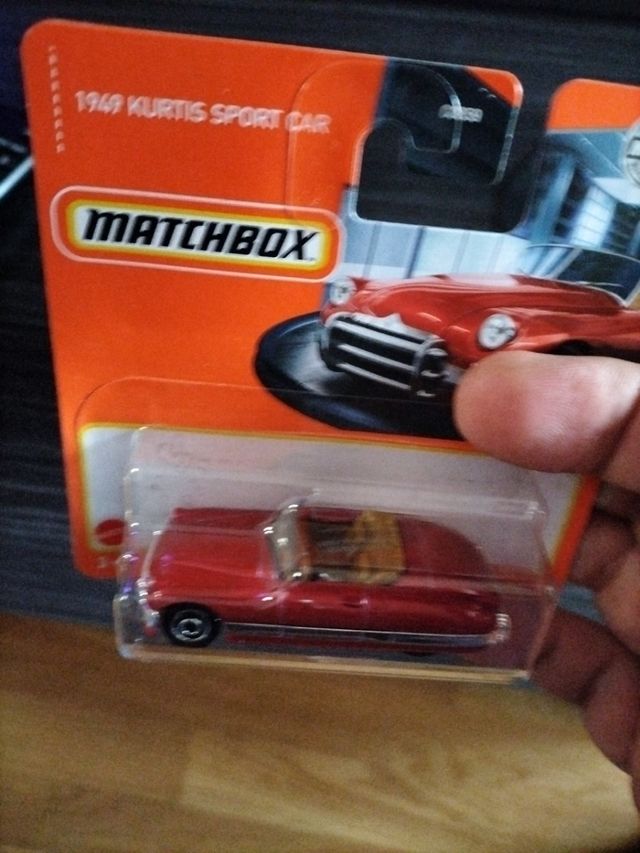 1949 KURTIS SPORT CAR
MATCHBOX